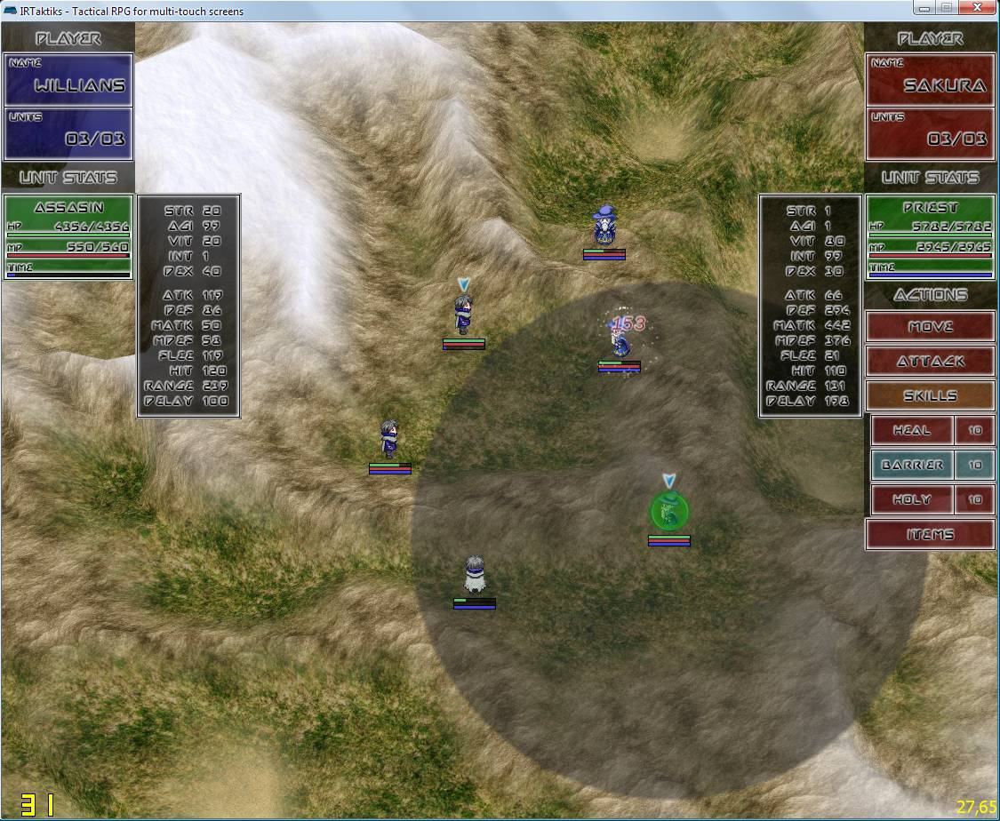 IRTaktiks - Tactical RPG for multi-touch screens
PLAYER
NAME
WILLIANS
UNITS
03/03
UNIT STATS
ASSASIN
HP 4356/4356
MP 550/560
TIME
STR 20
AGI 99
VIT 20
INT 1
DEX 40
ATK 119
DEF 86
MATK 50
MDEF 58
FLEE 119
HIT 120
RANGE 239
DELAY 100
153
PLAYER
NAME
SAKURA
UNITS
03/03
UNIT STATS
PRIEST
HP 5782/5782
MP 2945/2965
TIME
STR 1
AGI 1
VIT 80
INT 99
DEX 30
ATK 66
DEF 294
MATK 442
MDEF 376
FLEE 21
HIT 110
RANGE 131
DELAY 198
ACTIONS
MOVE
ATTACK
SKILLS
HEAL 10
BARRIER 10
HOLY 10
ITEMS
31
27,65